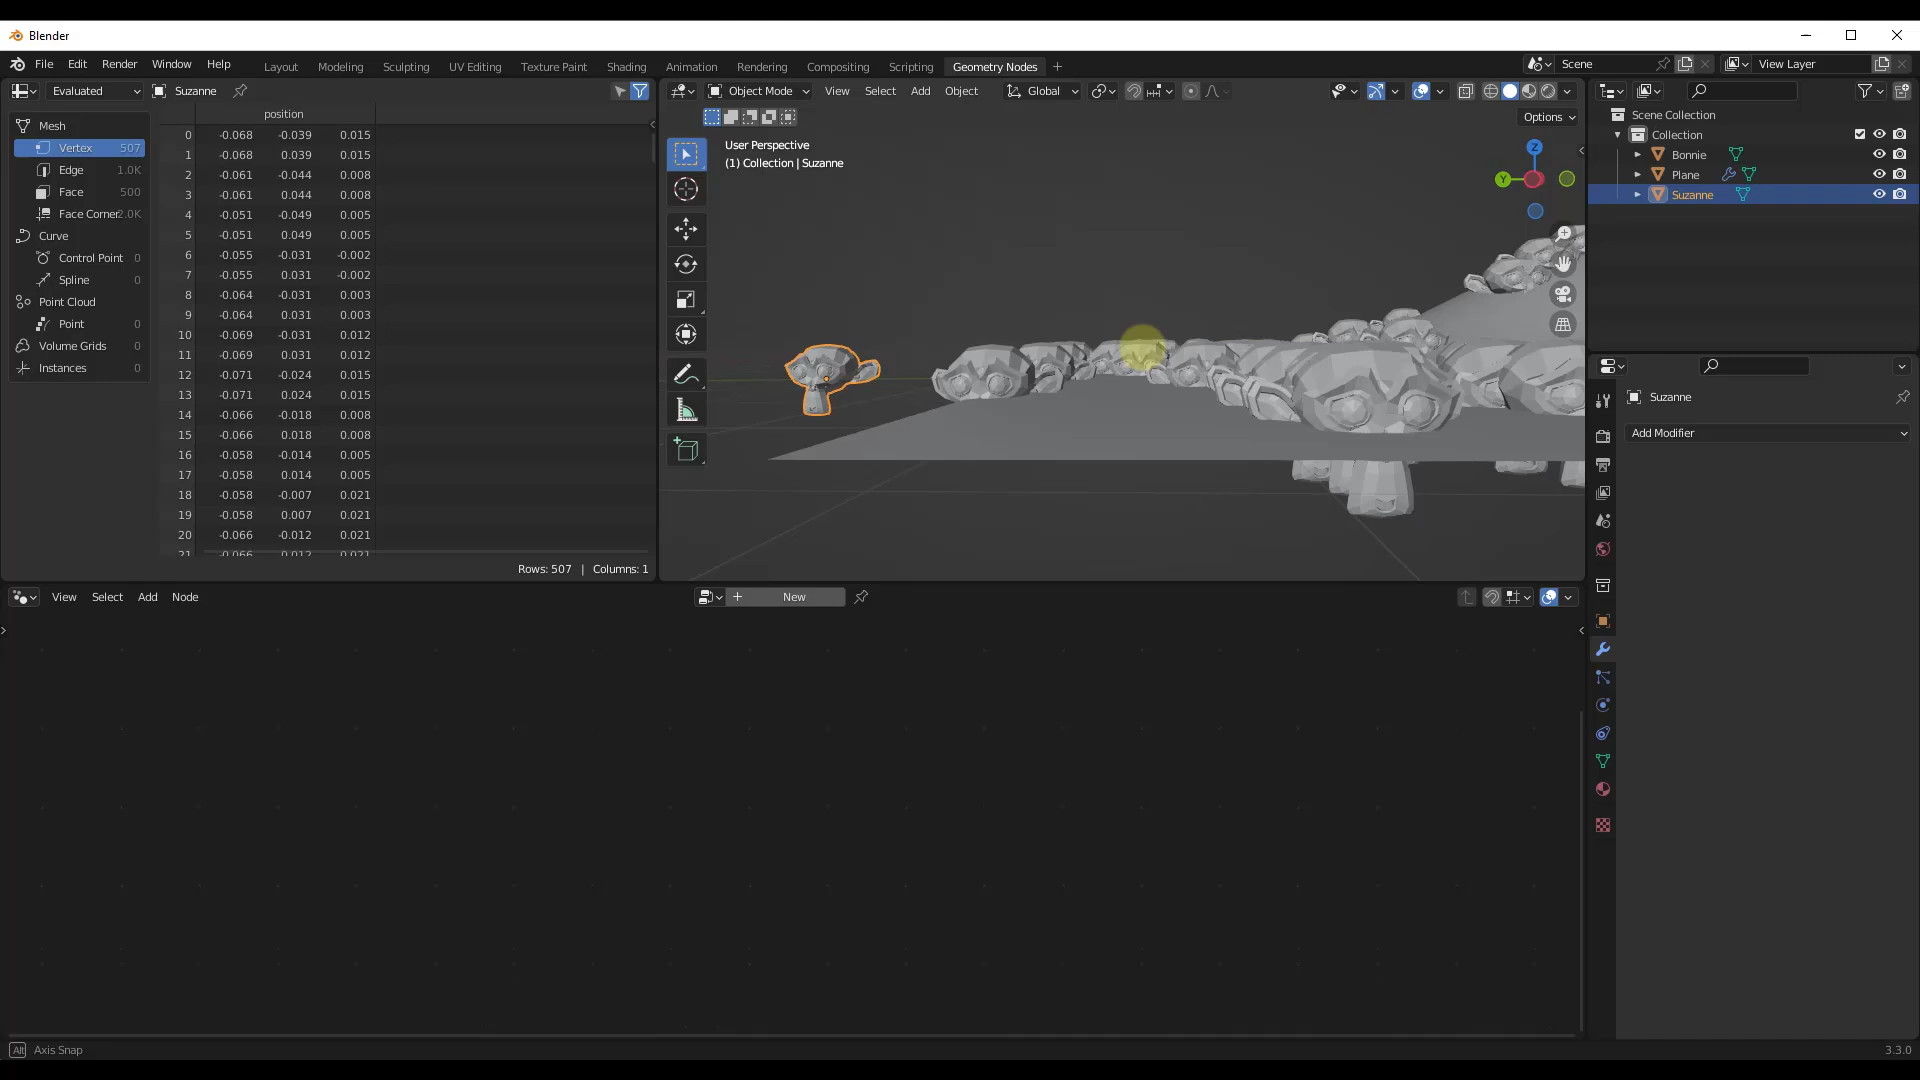 Blender
File Edit Render Window Help Layout Modeling Sculpting UV Editing Texture Paint Shading Animation Rendering Compositing Scripting Geometry Nodes + Scene View Layer
Evaluated Suzanne
Object Mode View Select Add Object Global
Options
position
Mesh
Vertex 507
Edge 1.0K
Face 500
Face Corner 2.0K
Curve
Control Point 0
Spline 0
Point Cloud
Point 0
Volume Grids 0
Instances 0
0 -0.068 -0.039 0.015
1 -0.068 0.039 0.015
2 -0.061 -0.044 0.008
3 -0.061 0.044 0.008
4 -0.051 -0.049 0.005
5 -0.051 0.049 0.005
6 -0.055 -0.031 -0.002
7 -0.055 0.031 -0.002
8 -0.064 -0.031 0.003
9 -0.064 0.031 0.003
10 -0.069 -0.031 0.012
11 -0.069 0.031 0.012
12 -0.071 -0.024 0.015
13 -0.071 0.024 0.015
14 -0.066 -0.018 0.008
15 -0.066 0.018 0.008
16 -0.058 -0.014 0.005
17 -0.058 0.014 0.005
18 -0.058 -0.007 0.021
19 -0.058 0.007 0.021
20 -0.066 -0.012 0.021
21 -0.066 0.012 0.021
Rows: 507 | Columns: 1
User Perspective
(1) Collection | Suzanne
Z
Y
Scene Collection
Collection
Bonnie
Plane
Suzanne
Suzanne
Add Modifier
View Select Add Node
+ New
Alt Axis Snap
3.3.0